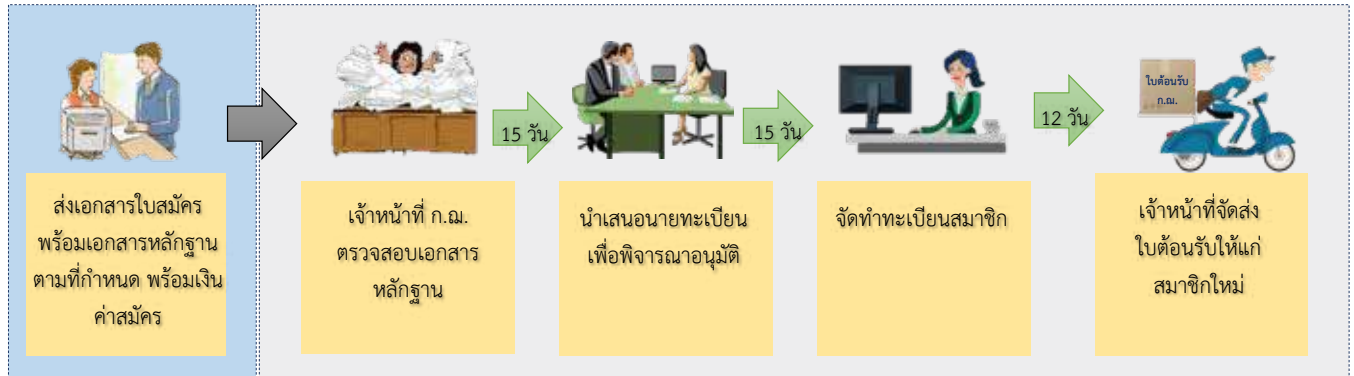 ส่งเอกสารใบสมัคร
พร้อมเอกสารหลักฐาน
ตามที่กำหนด พร้อมเงิน
ค่าสมัคร
เจ้าหน้าที่ ก.ฌ.
ตรวจสอบเอกสาร
หลักฐาน
15 วัน
นำเสนอนายทะเบียน
เพื่อพิจารณาอนุมัติ
15 วัน
จัดทำทะเบียนสมาชิก
12 วัน
ใบต้อนรับ
ก.ฌ.
เจ้าหน้าที่จัดส่ง
ใบต้อนรับให้แก่
สมาชิกใหม่